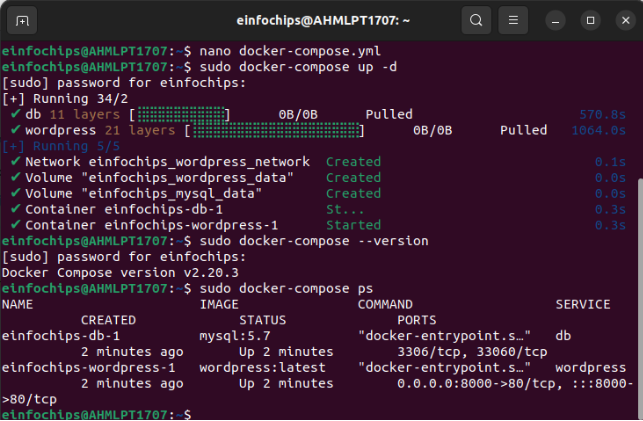 einfochips@AHMLPT1707: ~
einfochips@AHMLPT1707:~$ nano docker-compose.yml
einfochips@AHMLPT1707:~$ sudo docker-compose up -d
[sudo] password for einfochips:
[+] Running 34/2
✔ db 11 layers [⣿⣿⣿⣿⣿⣿⣿⣿⣿⣿⣿] 0B/0B Pulled 570.8s
✔ wordpress 21 layers [⣿⣿⣿⣿⣿⣿⣿⣿⣿⣿⣿⣿⣿⣿⣿⣿⣿⣿⣿⣿⣿] 0B/0B Pulled 1064.0s
[+] Running 5/5
✔ Network einfochips_wordpress_network Created 0.1s
✔ Volume "einfochips_wordpress_data" Created 0.0s
✔ Volume "einfochips_mysql_data" Created 0.0s
✔ Container einfochips-db-1 St... 0.3s
✔ Container einfochips-wordpress-1 Started 0.3s
einfochips@AHMLPT1707:~$ sudo docker-compose --version
[sudo] password for einfochips:
Docker Compose version v2.20.3
einfochips@AHMLPT1707:~$ sudo docker-compose ps
NAME IMAGE COMMAND SERVICE
CREATED STATUS PORTS
einfochips-db-1 mysql:5.7 "docker-entrypoint.s…" db
2 minutes ago Up 2 minutes 3306/tcp, 33060/tcp
einfochips-wordpress-1 wordpress:latest "docker-entrypoint.s…" wordpress
2 minutes ago Up 2 minutes 0.0.0.0:8000->80/tcp, :::8000-
>80/tcp
einfochips@AHMLPT1707:~$